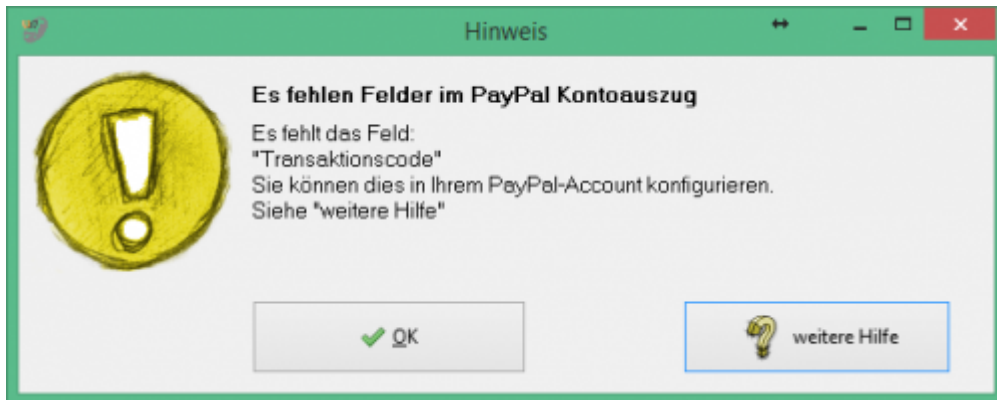 Hinweis
Es fehlen Felder im PayPal Kontoauszug
Es fehlt das Feld:
"Transaktionscode"
Sie können dies in Ihrem PayPal-Account konfigurieren.
Siehe "weitere Hilfe"
OK
weitere Hilfe